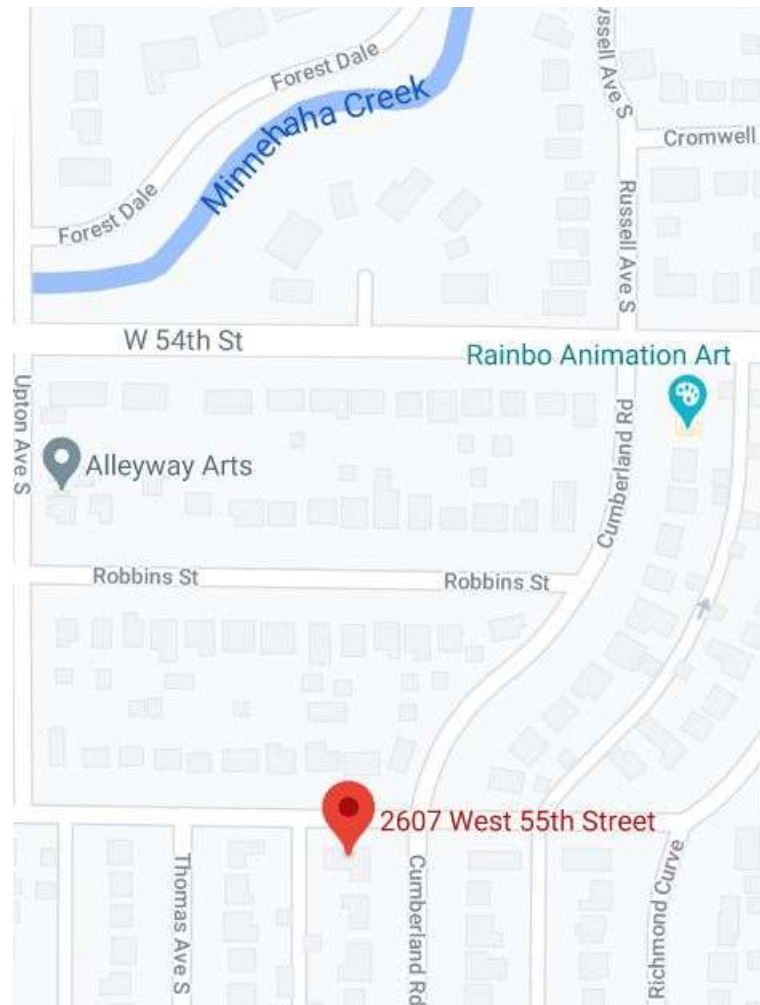 Forest Dale
Minnehaha Creek
ussell Ave S
Cromwell
Forest Dale
Russell Ave S
W 54th St
Rainbo Animation Art
Upton Ave S
Alleyway Arts
Cumberland Rd
Robbins St
Robbins St
2607 West 55th Street
Thomas Ave S
Cumberland Rd
Richmond Curve